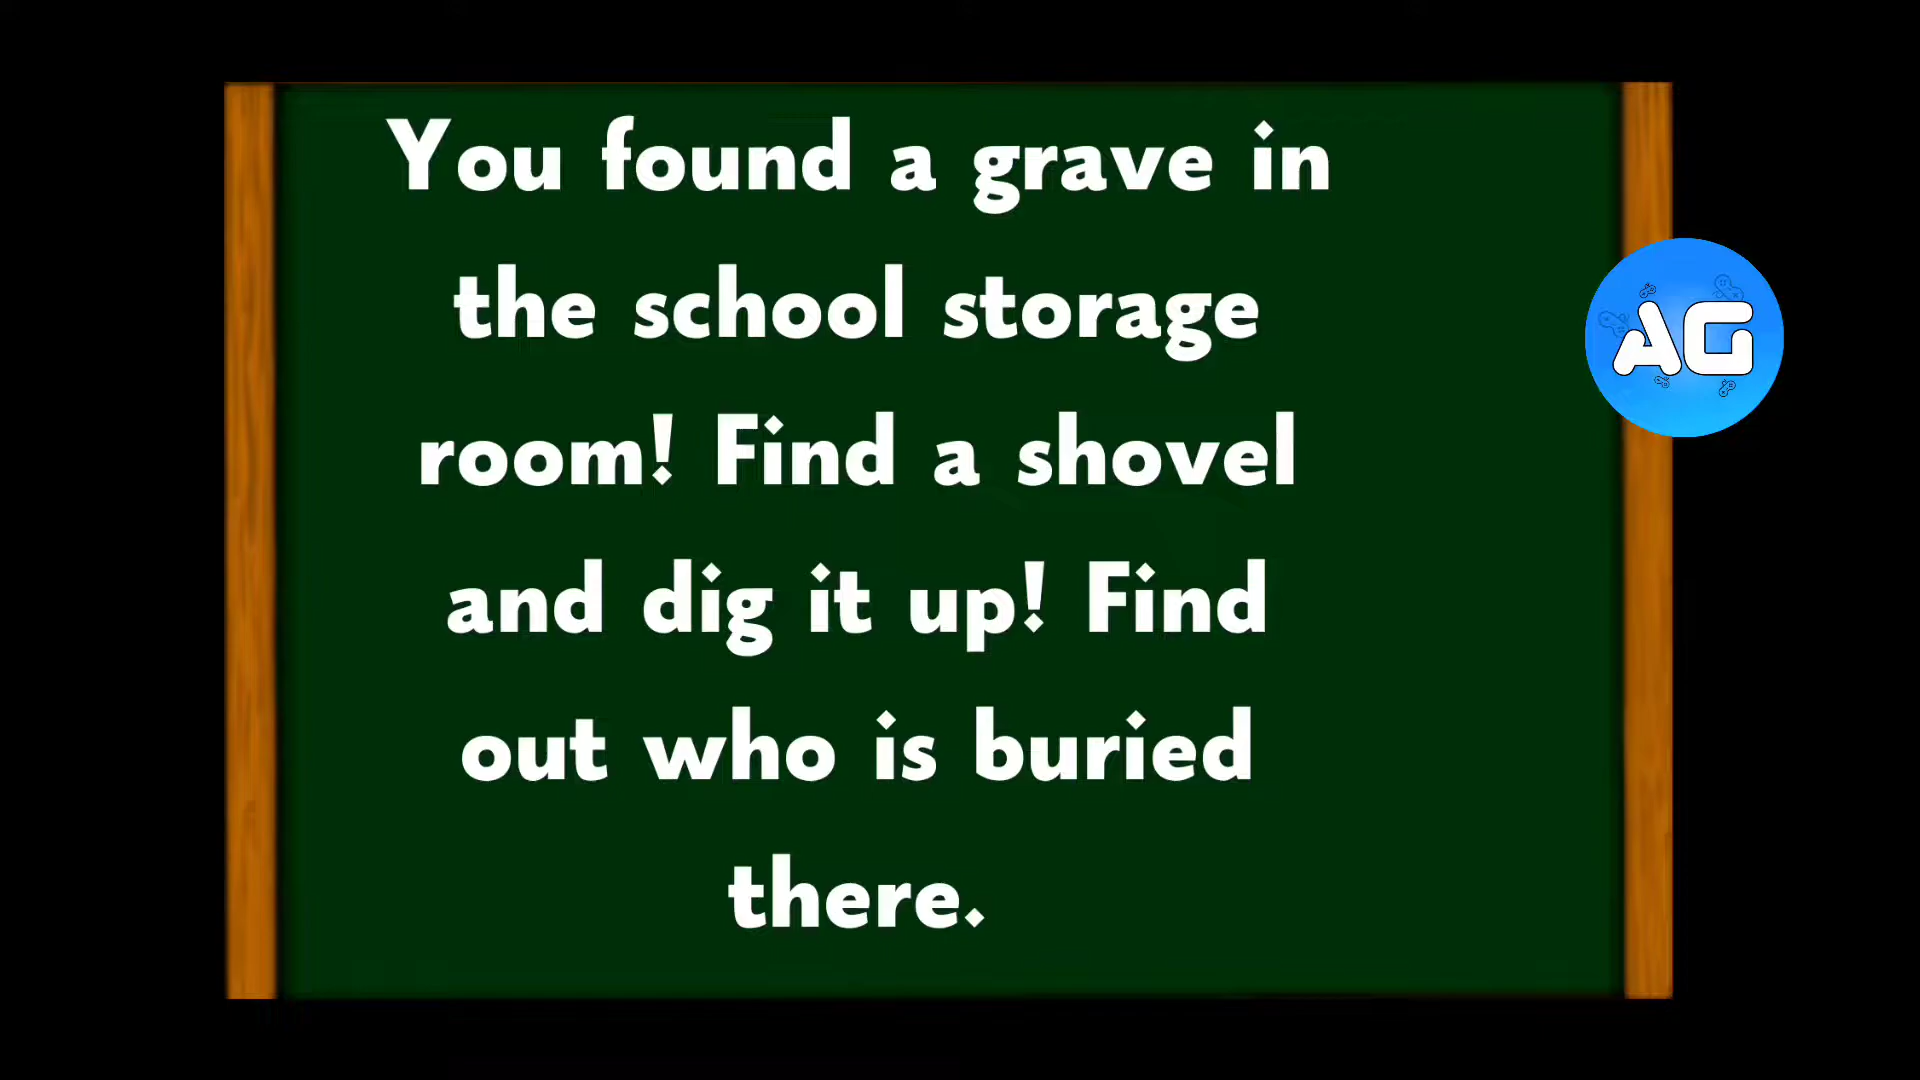 You found a grave in
the school storage
room! Find a shovel
and dig it up! Find
out who is buried
there.
AG